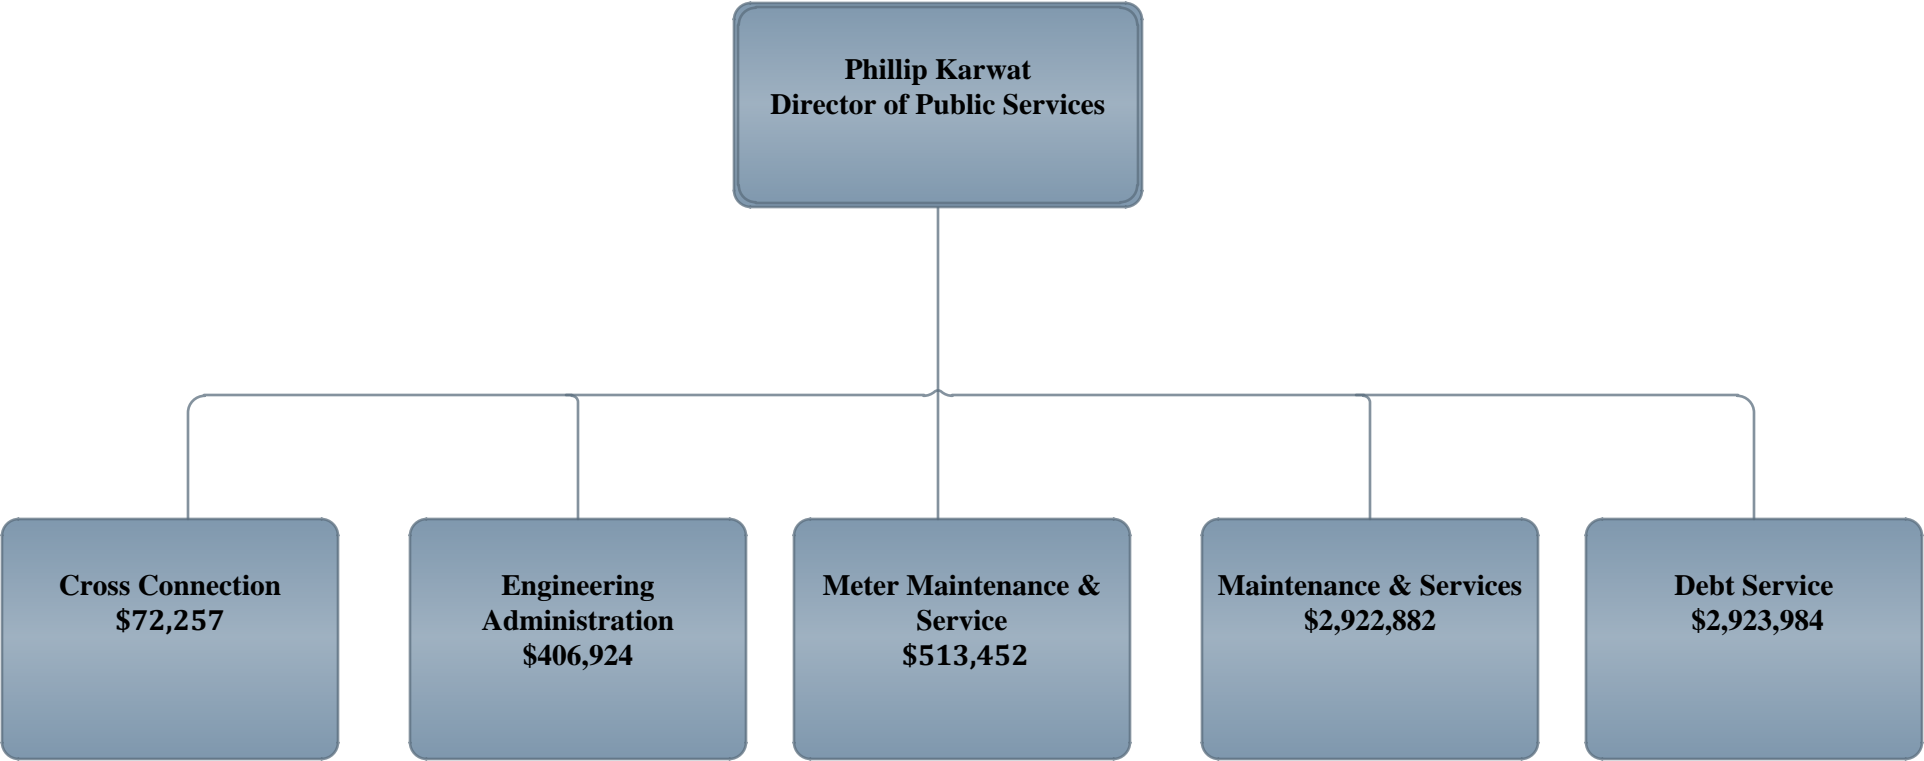 Phillip Karwat
Director of Public Services
Cross Connection
$72,257
Engineering
Administration
$406,924
Meter Maintenance &
Service
$513,452
Maintenance & Services
$2,922,882
Debt Service
$2,923,984